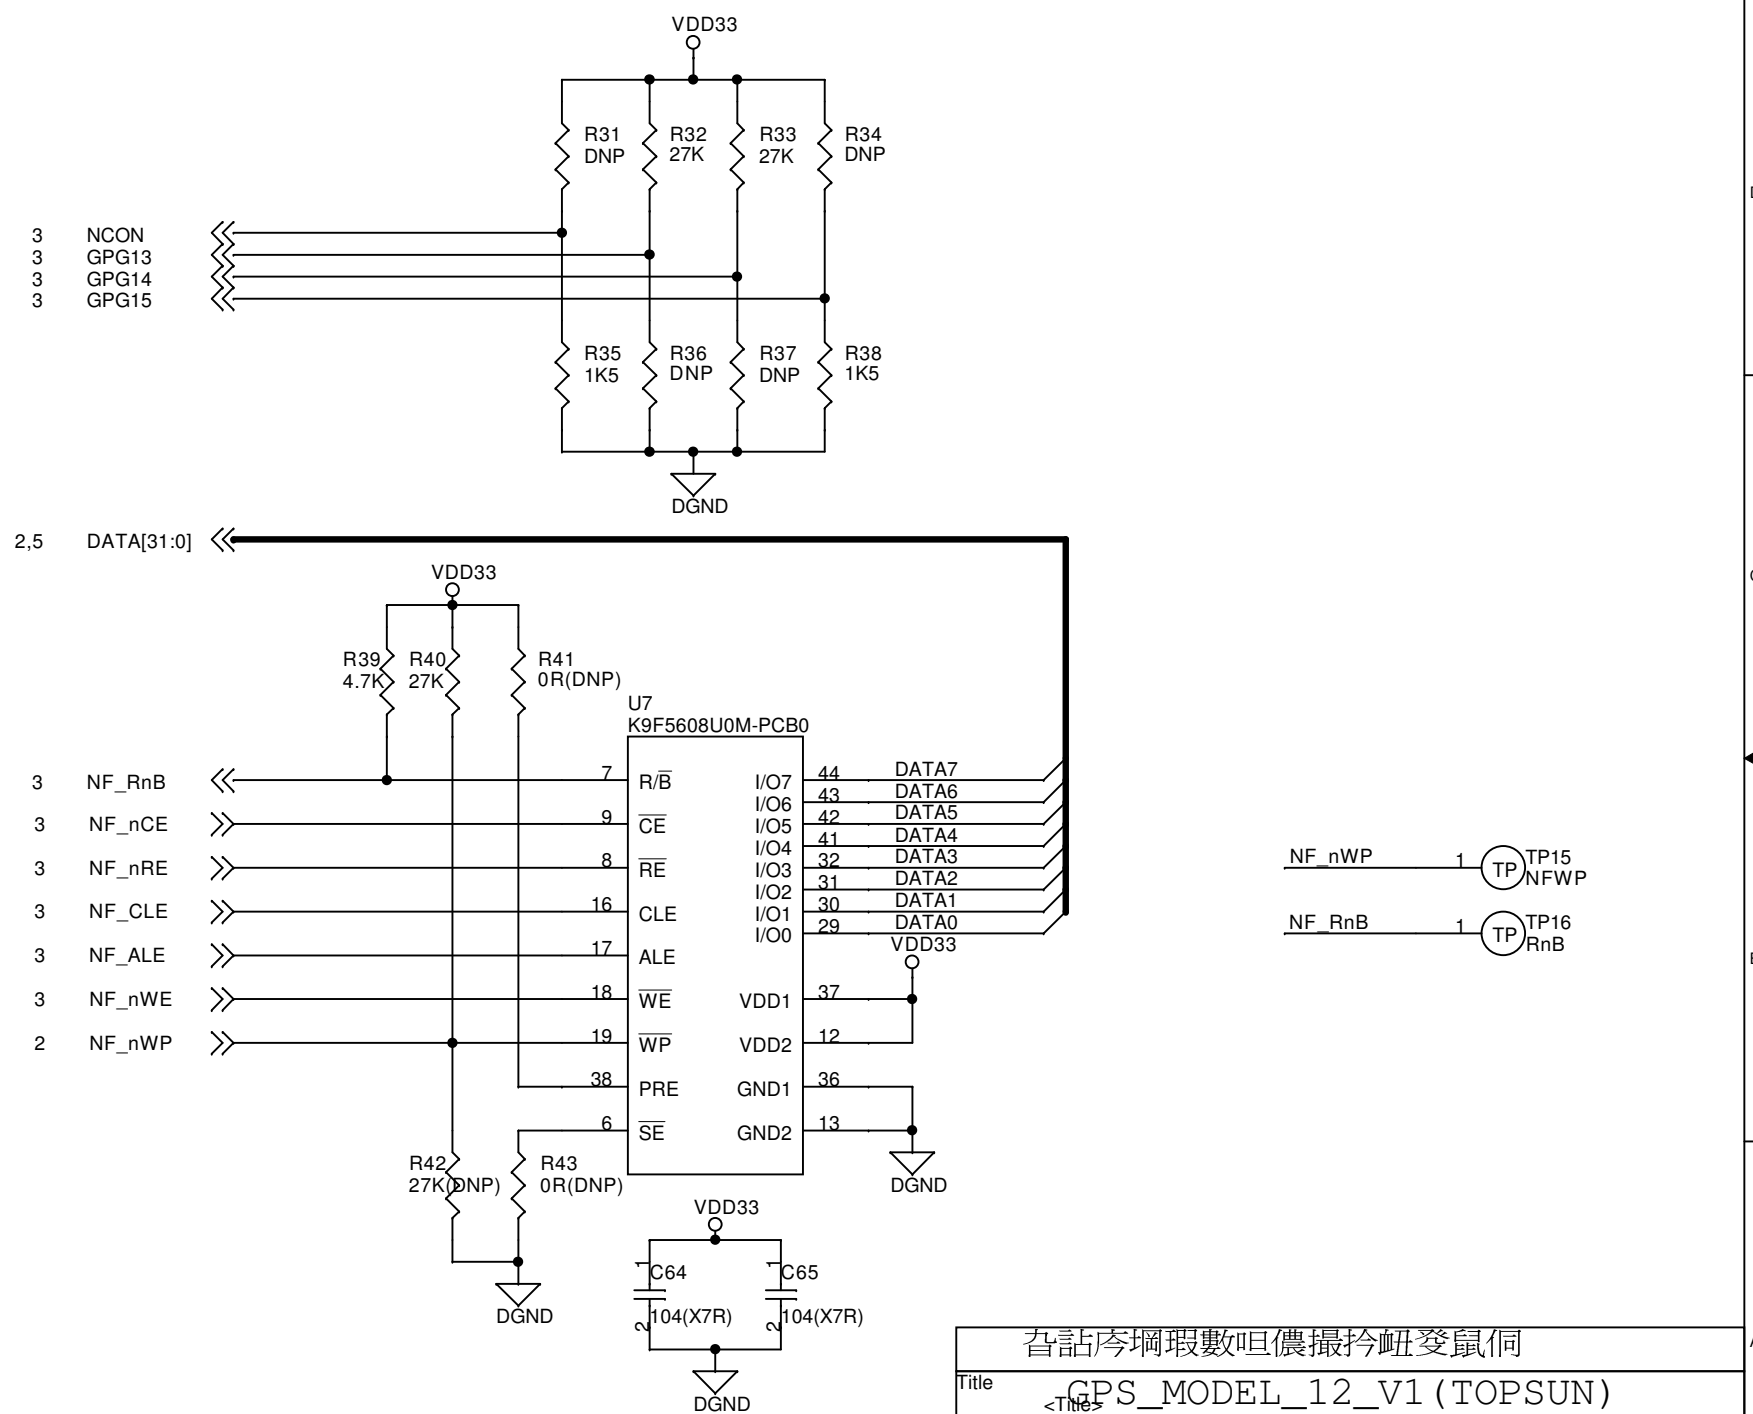 VDD33
R31 R32 R33 R34
DNP 27K 27K DNP
3 NCON
3 GPG13
3 GPG14
3 GPG15
R35 R36 R37 R38
1K5 DNP DNP 1K5
DGND
2,5 DATA[31:0]
VDD33
R39 R40 R41
4.7K 27K 0R(DNP)
U7
K9F5608U0M-PCB0
3 NF_RnB 7 R/B I/O7 44 DATA7
I/O6 43 DATA6
3 NF_nCE 9 CE I/O5 42 DATA5
I/O4 41 DATA4
3 NF_nRE 8 RE I/O3 32 DATA3
I/O2 31 DATA2
3 NF_CLE 16 CLE I/O1 30 DATA1
I/O0 29 DATA0
VDD33
3 NF_ALE 17 ALE
3 NF_nWE 18 WE VDD1 37
2 NF_nWP 19 WP VDD2 12
38 PRE GND1 36
6 SE GND2 13
R42 R43
27K(DNP) 0R(DNP)
DGND
DGND
VDD33
1 C64 1 C65
2 104(X7R) 2 104(X7R)
DGND
NF_nWP 1 TP TP15
NFWP
NF_RnB 1 TP TP16
RnB
Title
GPS_MODEL_12_V1(TOPSUN)
<Title>